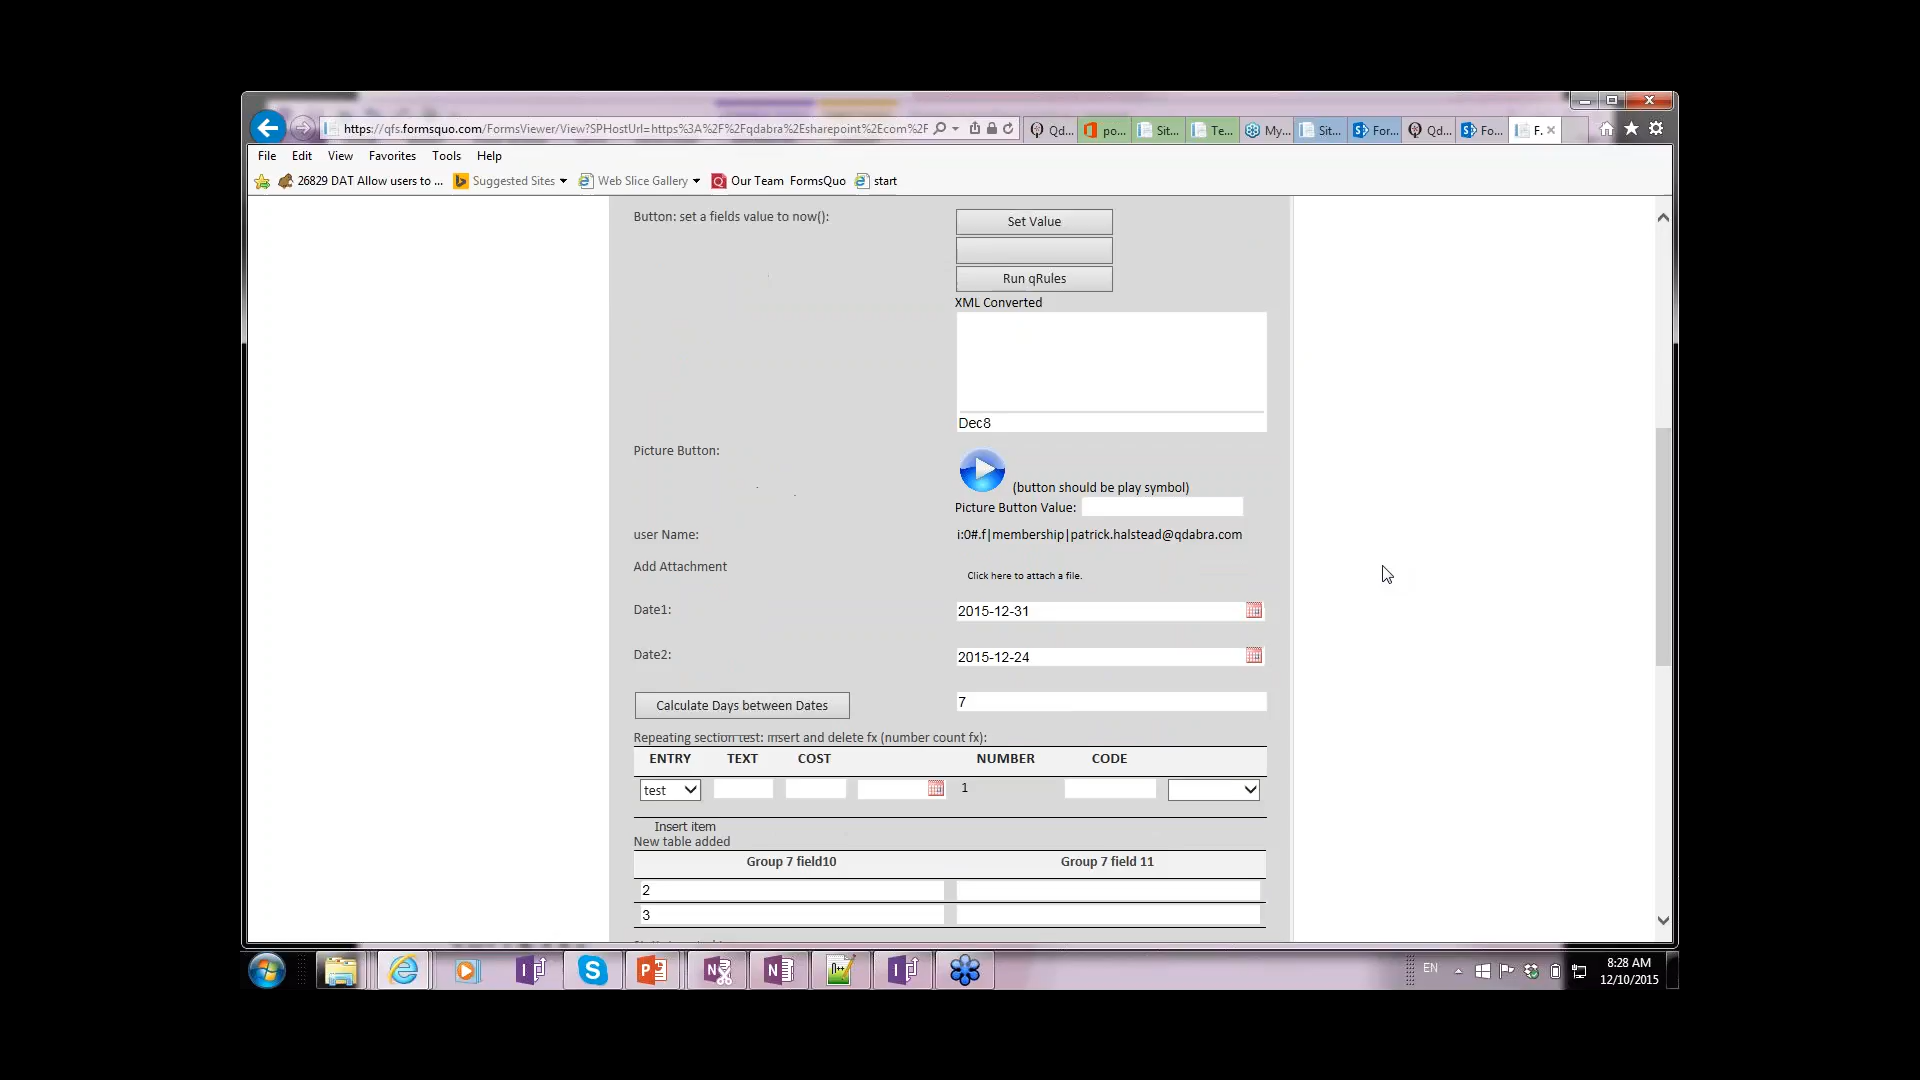 https://qfs.formsquo.com/FormsViewer/View?SPHostUrl=https%3A%2F%2Fqdabra%2Esharepoint%2Ecom%2F
Qd...
po...
Sit...
Te...
My...
Sit...
For...
Qd...
Fo...
F.
File Edit View Favorites Tools Help
26829 DAT Allow users to ... Suggested Sites Web Slice Gallery Our Team FormsQuo start
Button: set a fields value to now():
Set Value
Run qRules
XML Converted
Dec8
Picture Button:
(button should be play symbol)
Picture Button Value:
user Name: i:0#.f|membership|patrick.halstead@qdabra.com
Add Attachment
Click here to attach a file.
Date1: 2015-12-31
Date2: 2015-12-24
Calculate Days between Dates 7
Repeating section test: insert and delete fx (number count fx):
ENTRY TEXT COST NUMBER CODE
test 1
Insert item
New table added
Group 7 field10 Group 7 field 11
2
3
EN
8:28 AM
12/10/2015